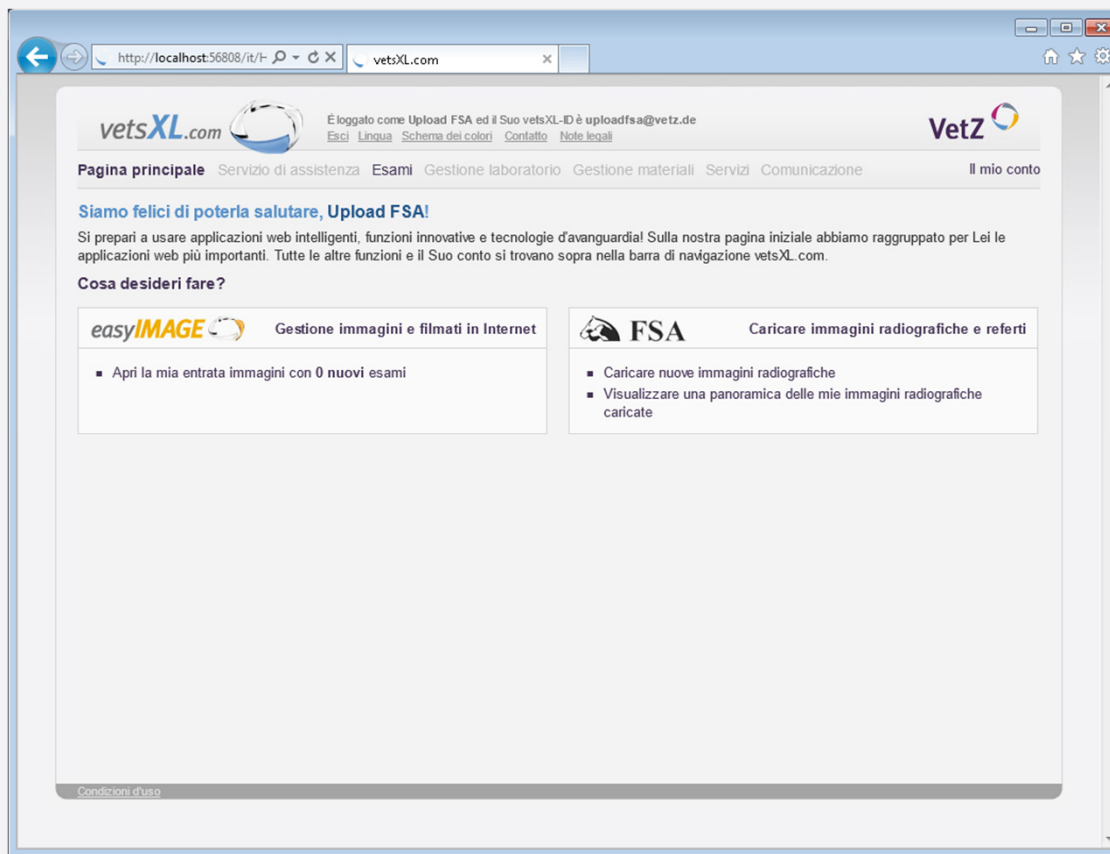 http://localhost:56808/it/H
vetsXL.com
vetsXL.com
È loggato come Upload FSA ed il Suo vetsXL-ID è uploadfsa@vetz.de
Esci Lingua Schema dei colori Contatto Note legali
VetZ
Pagina principale Servizio di assistenza Esami Gestione laboratorio Gestione materiali Servizi Comunicazione Il mio conto
Siamo felici di poterla salutare, Upload FSA!
Si prepari a usare applicazioni web intelligenti, funzioni innovative e tecnologie d'avanguardia! Sulla nostra pagina iniziale abbiamo raggruppato per Lei le
applicazioni web più importanti. Tutte le altre funzioni e il Suo conto si trovano sopra nella barra di navigazione vetsXL.com.
Cosa desideri fare?
easyIMAGE Gestione immagini e filmati in Internet
Apri la mia entrata immagini con 0 nuovi esami
FSA Caricare immagini radiografiche e referti
Caricare nuove immagini radiografiche
Visualizzare una panoramica delle mie immagini radiografiche
caricate
Condizioni d'uso